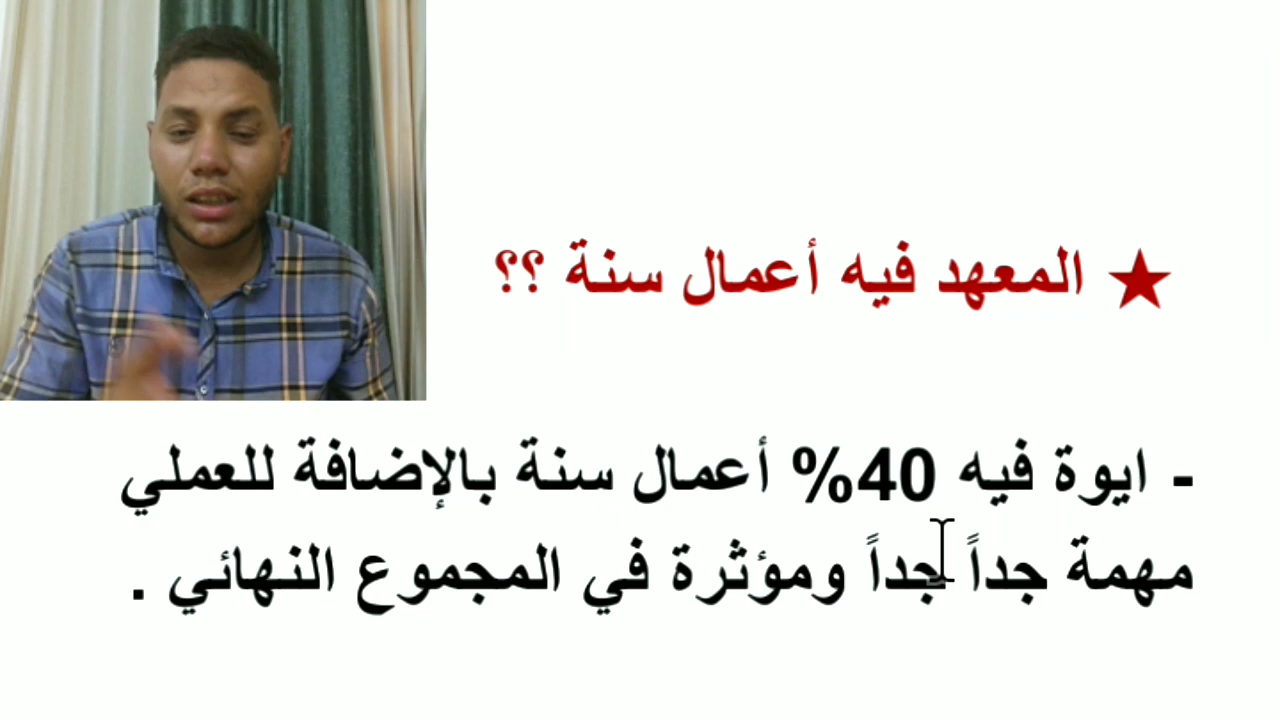 ★ المعهد فيه أعمال سنة ؟؟
- ايوة فيه 40% أعمال سنة بالإضافة للعملي
مهمة جداً جداً ومؤثرة في المجموع النهائي .